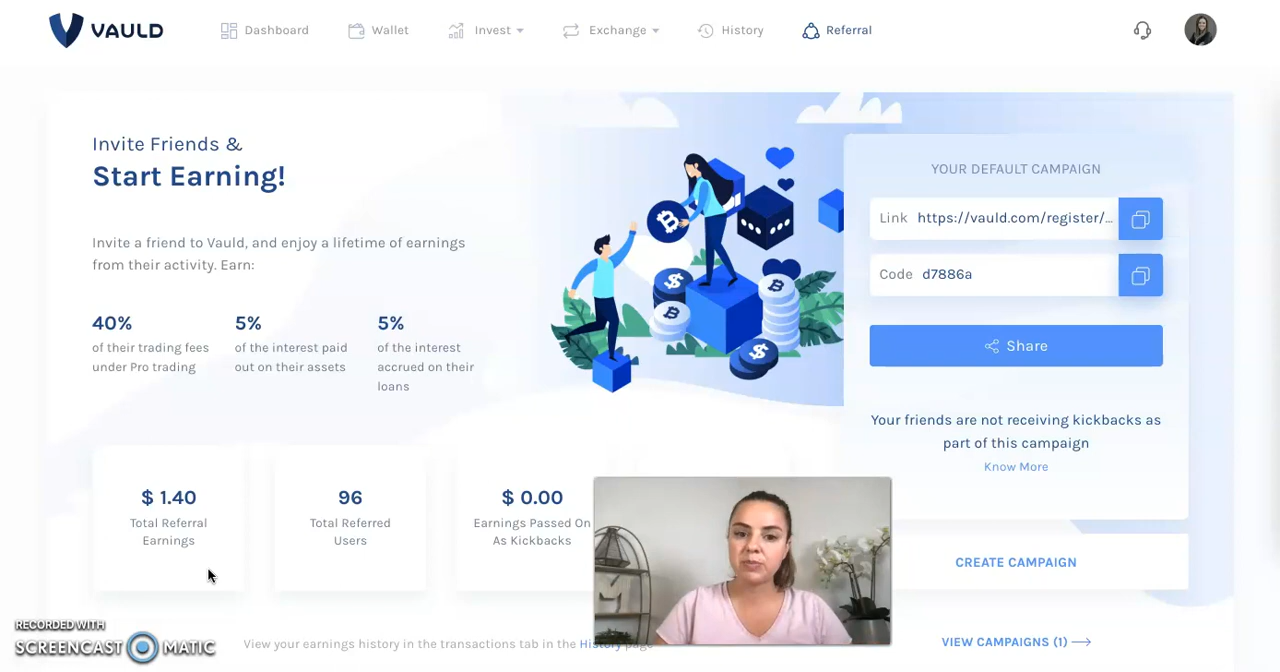 VAULD
Dashboard
Wallet
Invest
Exchange
History
Referral
Invite Friends &
Start Earning!
Invite a friend to Vauld, and enjoy a lifetime of earnings
from their activity. Earn:
40%
of their trading fees
under Pro trading
5%
of the interest paid
out on their assets
5%
of the interest
accrued on their
loans
YOUR DEFAULT CAMPAIGN
Link https://vauld.com/register/...
Code d7886a
Share
Your friends are not receiving kickbacks as
part of this campaign
Know More
$ 1.40
Total Referral
Earnings
96
Total Referred
Users
$ 0.00
Earnings Passed On
As Kickbacks
CREATE CAMPAIGN
VIEW CAMPAIGNS (1)
View your earnings history in the transactions tab in the History page
RECORDED WITH
SCREENCAST MATIC